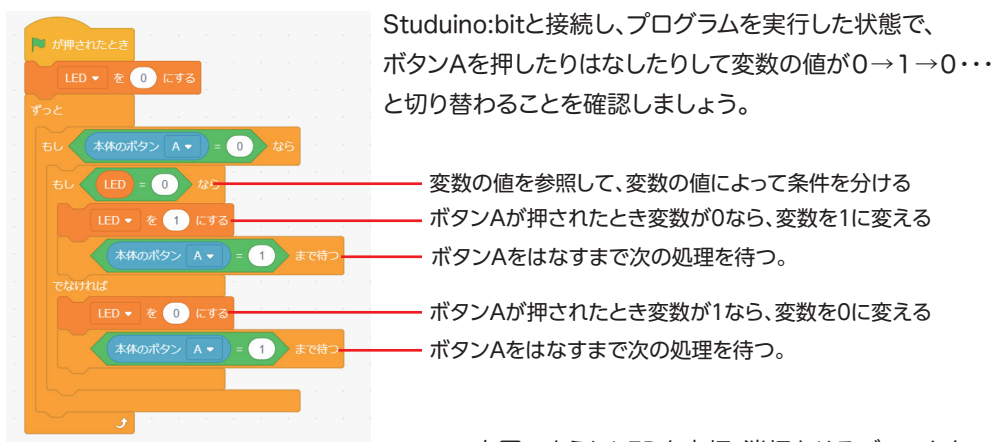 が押されたとき
LED ▾ を 0 にする
ずっと
もし 本体のボタン A ▾ = 0 なら
もし LED = 0 なら
LED ▾ を 1 にする
本体のボタン A ▾ = 1 まで待つ
でなければ
LED ▾ を 0 にする
本体のボタン A ▾ = 1 まで待つ
Studuino:bitと接続し、プログラムを実行した状態で、
ボタンAを押したりはなしたりして変数の値が0→1→0･･･
と切り替わることを確認しましょう。
変数の値を参照して、変数の値によって条件を分ける
ボタンAが押されたとき変数が0なら、変数を1に変える
ボタンAをはなすまで次の処理を待つ。
ボタンAが押されたとき変数が1なら、変数を0に変える
ボタンAをはなすまで次の処理を待つ。